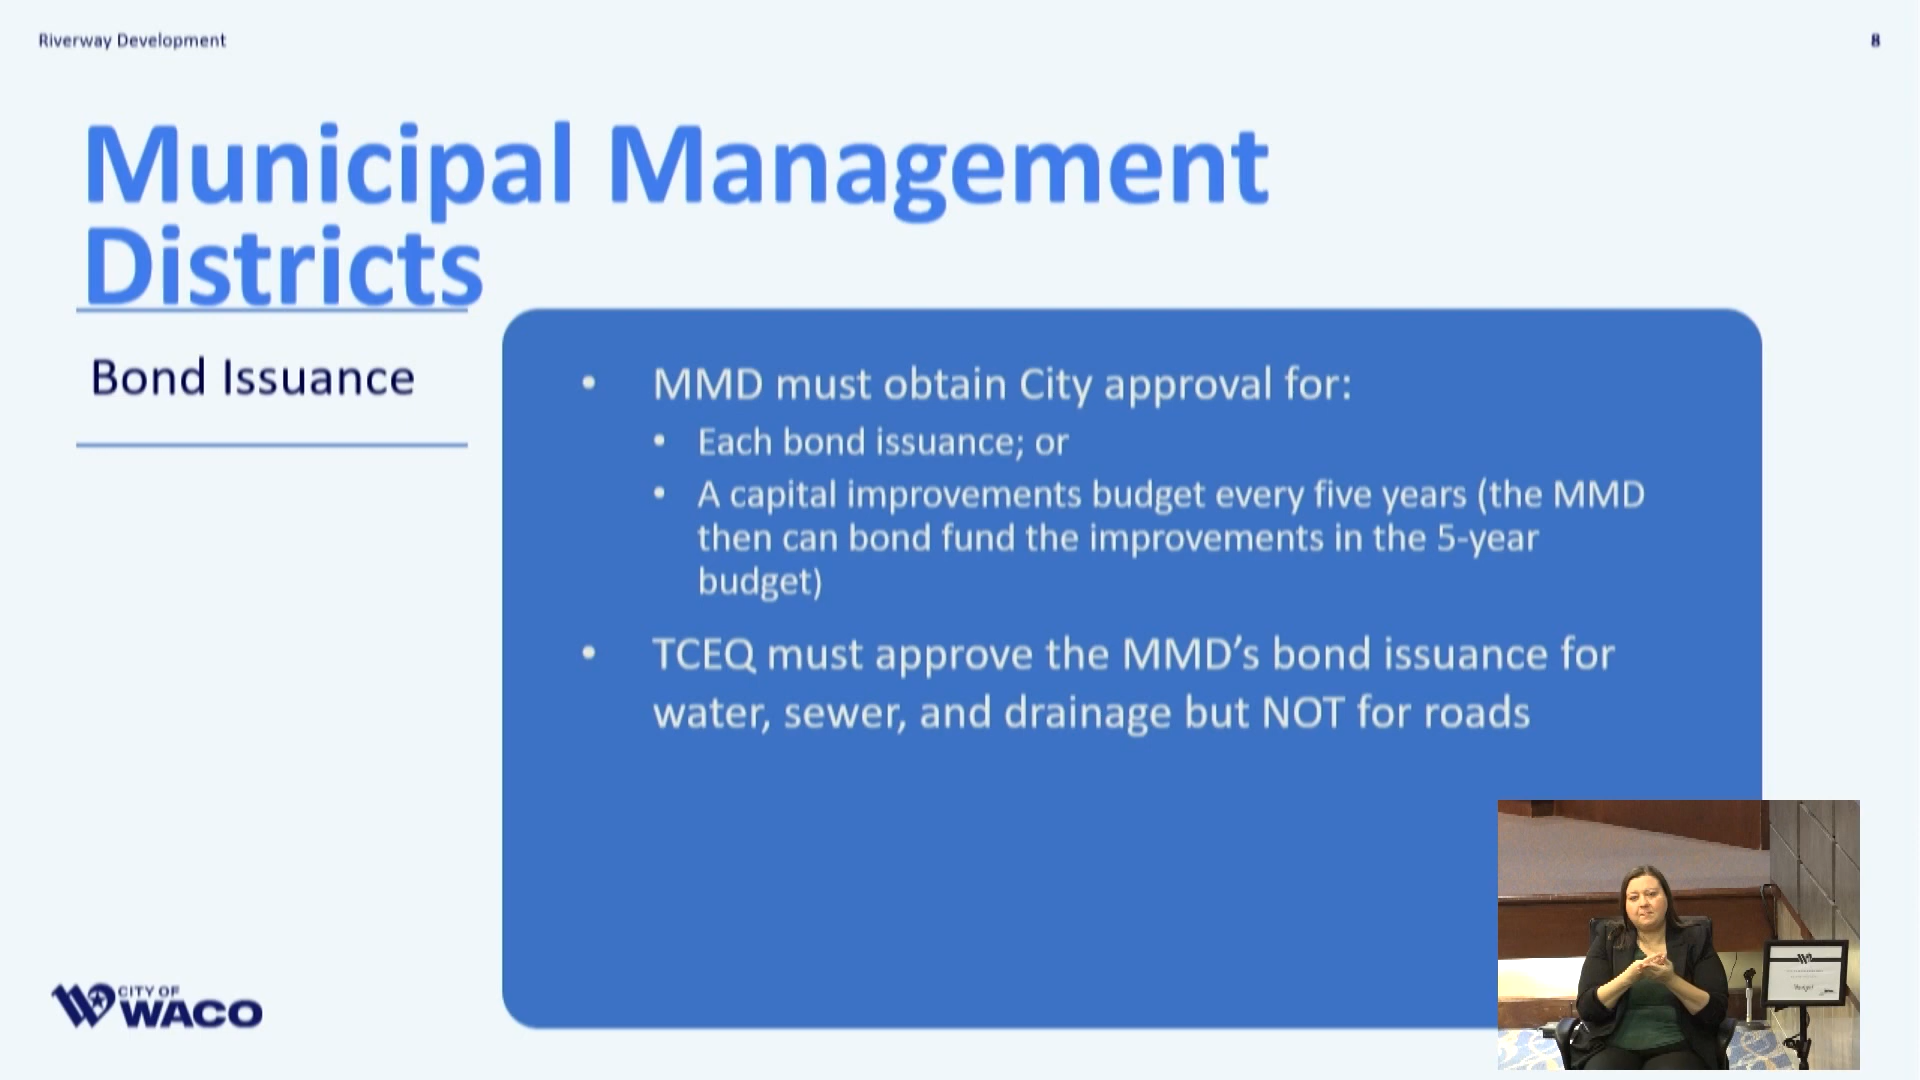 Riverway Development
8
Municipal Management
Districts
Bond Issuance
• MMD must obtain City approval for:
• Each bond issuance; or
• A capital improvements budget every five years (the MMD
then can bond fund the improvements in the 5-year
budget)
• TCEQ must approve the MMD’s bond issuance for
water, sewer, and drainage but NOT for roads
CITY OF
WACO